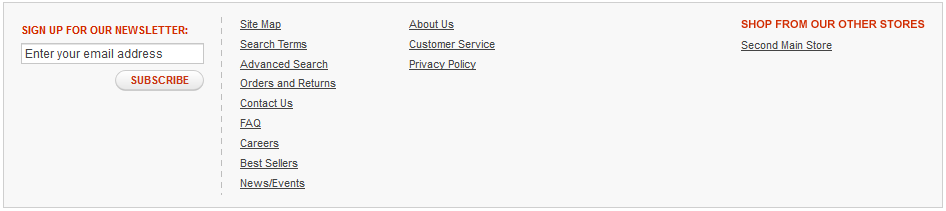 SIGN UP FOR OUR NEWSLETTER:
Enter your email address
SUBSCRIBE
Site Map
Search Terms
Advanced Search
Orders and Returns
Contact Us
FAQ
Careers
Best Sellers
News/Events
About Us
Customer Service
Privacy Policy
SHOP FROM OUR OTHER STORES
Second Main Store